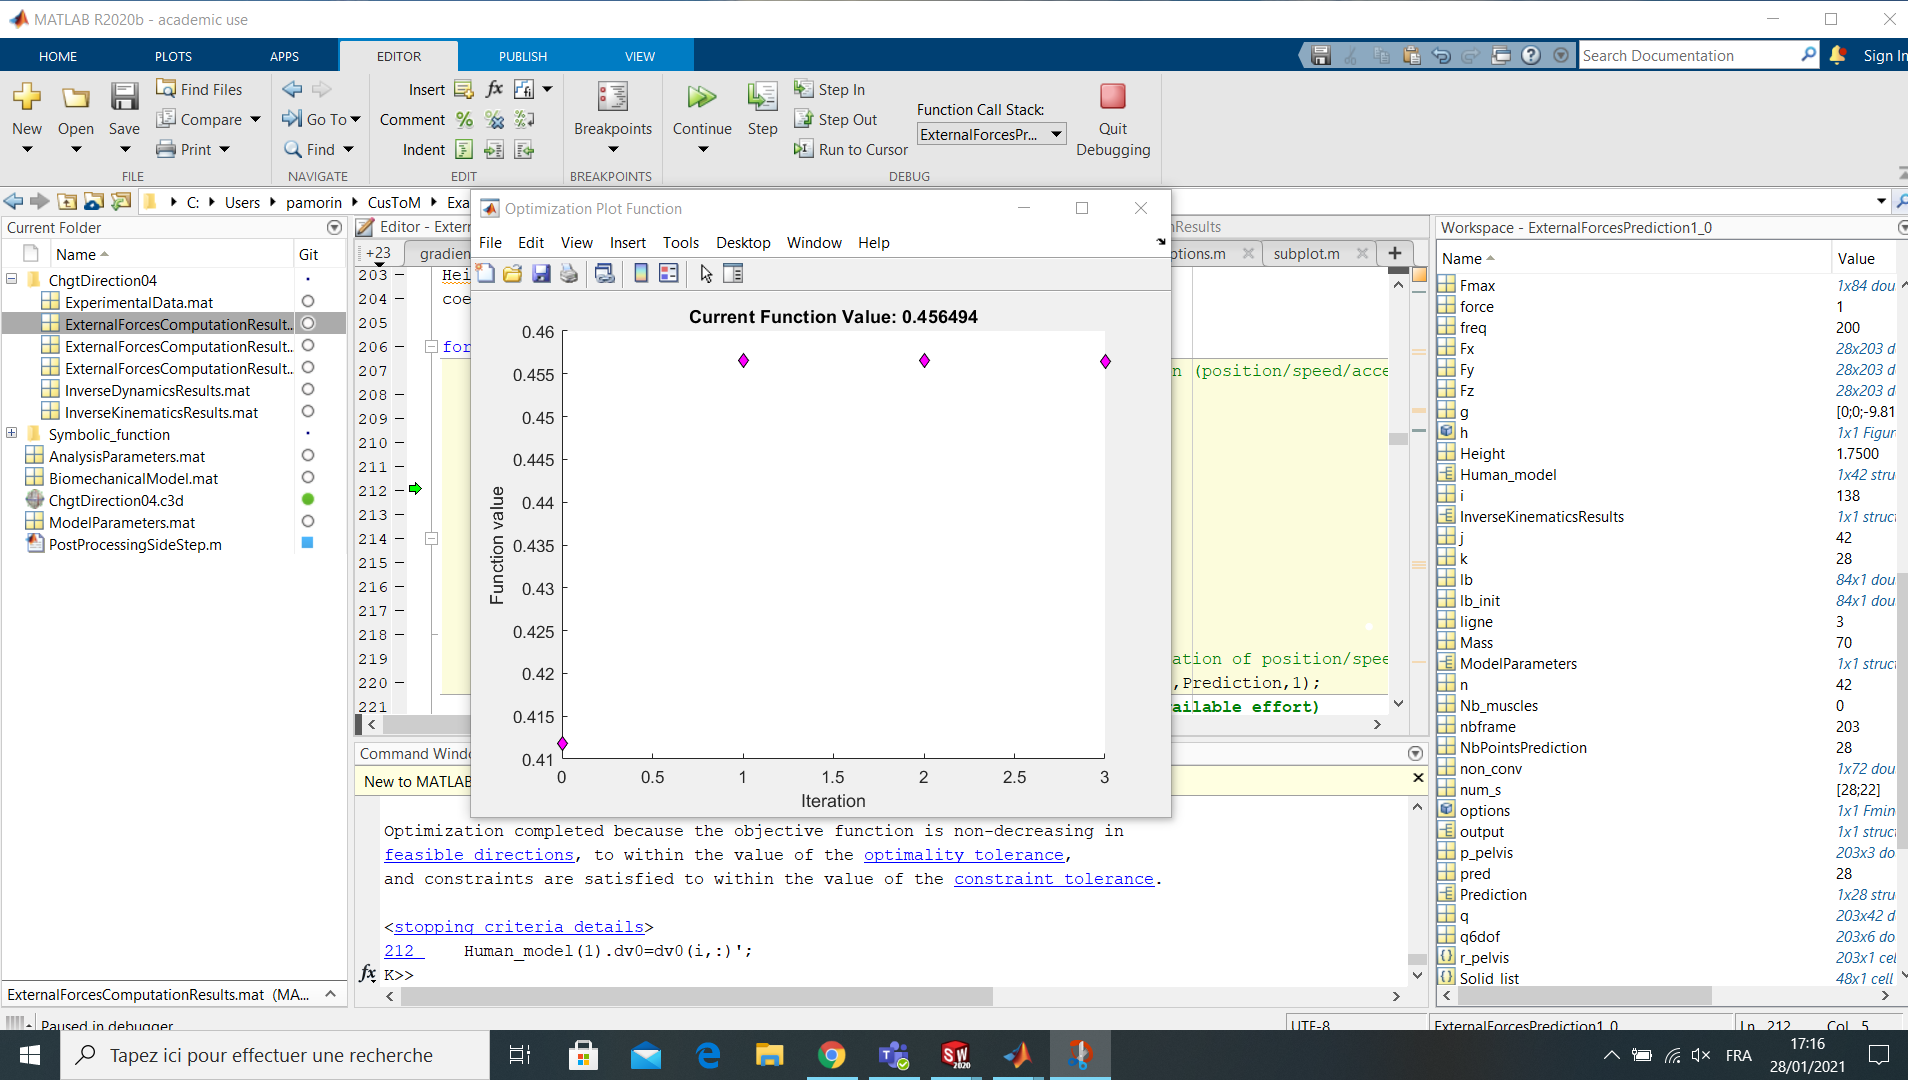 MATLAB R2020b - academic use
HOME PLOTS APPS EDITOR PUBLISH VIEW
Search Documentation
Sign In
New
Open
Save
Find Files
Compare
Print
FILE
Go To
Find
NAVIGATE
Insert
Comment
Indent
EDIT
fx
Breakpoints
BREAKPOINTS
Continue
Step
Step In
Step Out
Run to Cursor
Function Call Stack:
ExternalForcesPr...
Quit
Debugging
DEBUG
C: Users pamorin CusToM Exa
Current Folder
Name Git
ChgtDirection04
ExperimentalData.mat
ExternalForcesComputationResult...
ExternalForcesComputationResult...
ExternalForcesComputationResult...
InverseDynamicsResults.mat
InverseKinematicsResults.mat
Symbolic_function
AnalysisParameters.mat
BiomechanicalModel.mat
ChgtDirection04.c3d
ModelParameters.mat
PostProcessingSideStep.m
ExternalForcesComputationResults.mat (MA...
Paused in debugger
Editor - Extern
nResults
+23 gradien
ptions.m
subplot.m
203 Hei
204 coe
205
206 for
207 n (position/speed/acce
208
209
210
211
212
213
214
215
216
217
218
219 ation of position/spee
220 ,Prediction,1);
221 ailable effort)
Optimization Plot Function
File Edit View Insert Tools Desktop Window Help
Current Function Value: 0.456494
Function value
0.46
0.455
0.45
0.445
0.44
0.435
0.43
0.425
0.42
0.415
0.41
0 0.5 1 1.5 2 2.5 3
Iteration
Command Windo
New to MATLAB
Optimization completed because the objective function is non-decreasing in
feasible directions, to within the value of the optimality tolerance,
and constraints are satisfied to within the value of the constraint tolerance.
<stopping criteria details>
212 Human_model(1).dv0=dv0(i,:)';
fx K>>
Workspace - ExternalForcesPrediction1_0
Name Value
Fmax 1x84 dou
force 1
freq 200
Fx 28x203 d
Fy 28x203 d
Fz 28x203 d
g [0;0;-9.81
h 1x1 Figur
Height 1.7500
Human_model 1x42 stru
i 138
InverseKinematicsResults 1x1 struct
j 42
k 28
lb 84x1 dou
lb_init 84x1 dou
ligne 3
Mass 70
ModelParameters 1x1 struct
n 42
Nb_muscles 0
nbframe 203
NbPointsPrediction 28
non_conv 1x72 dou
num_s [28;22]
options 1x1 Fmin
output 1x1 struct
p_pelvis 203x3 do
pred 28
Prediction 1x28 stru
q 203x42 d
q6dof 203x6 do
r_pelvis 203x1 cel
Solid_list 48x1 cell
UTF-8
ExternalForcesPrediction1_0
Ln 212 Col 5
Tapez ici pour effectuer une recherche
SW
2020
FRA
17:16
28/01/2021